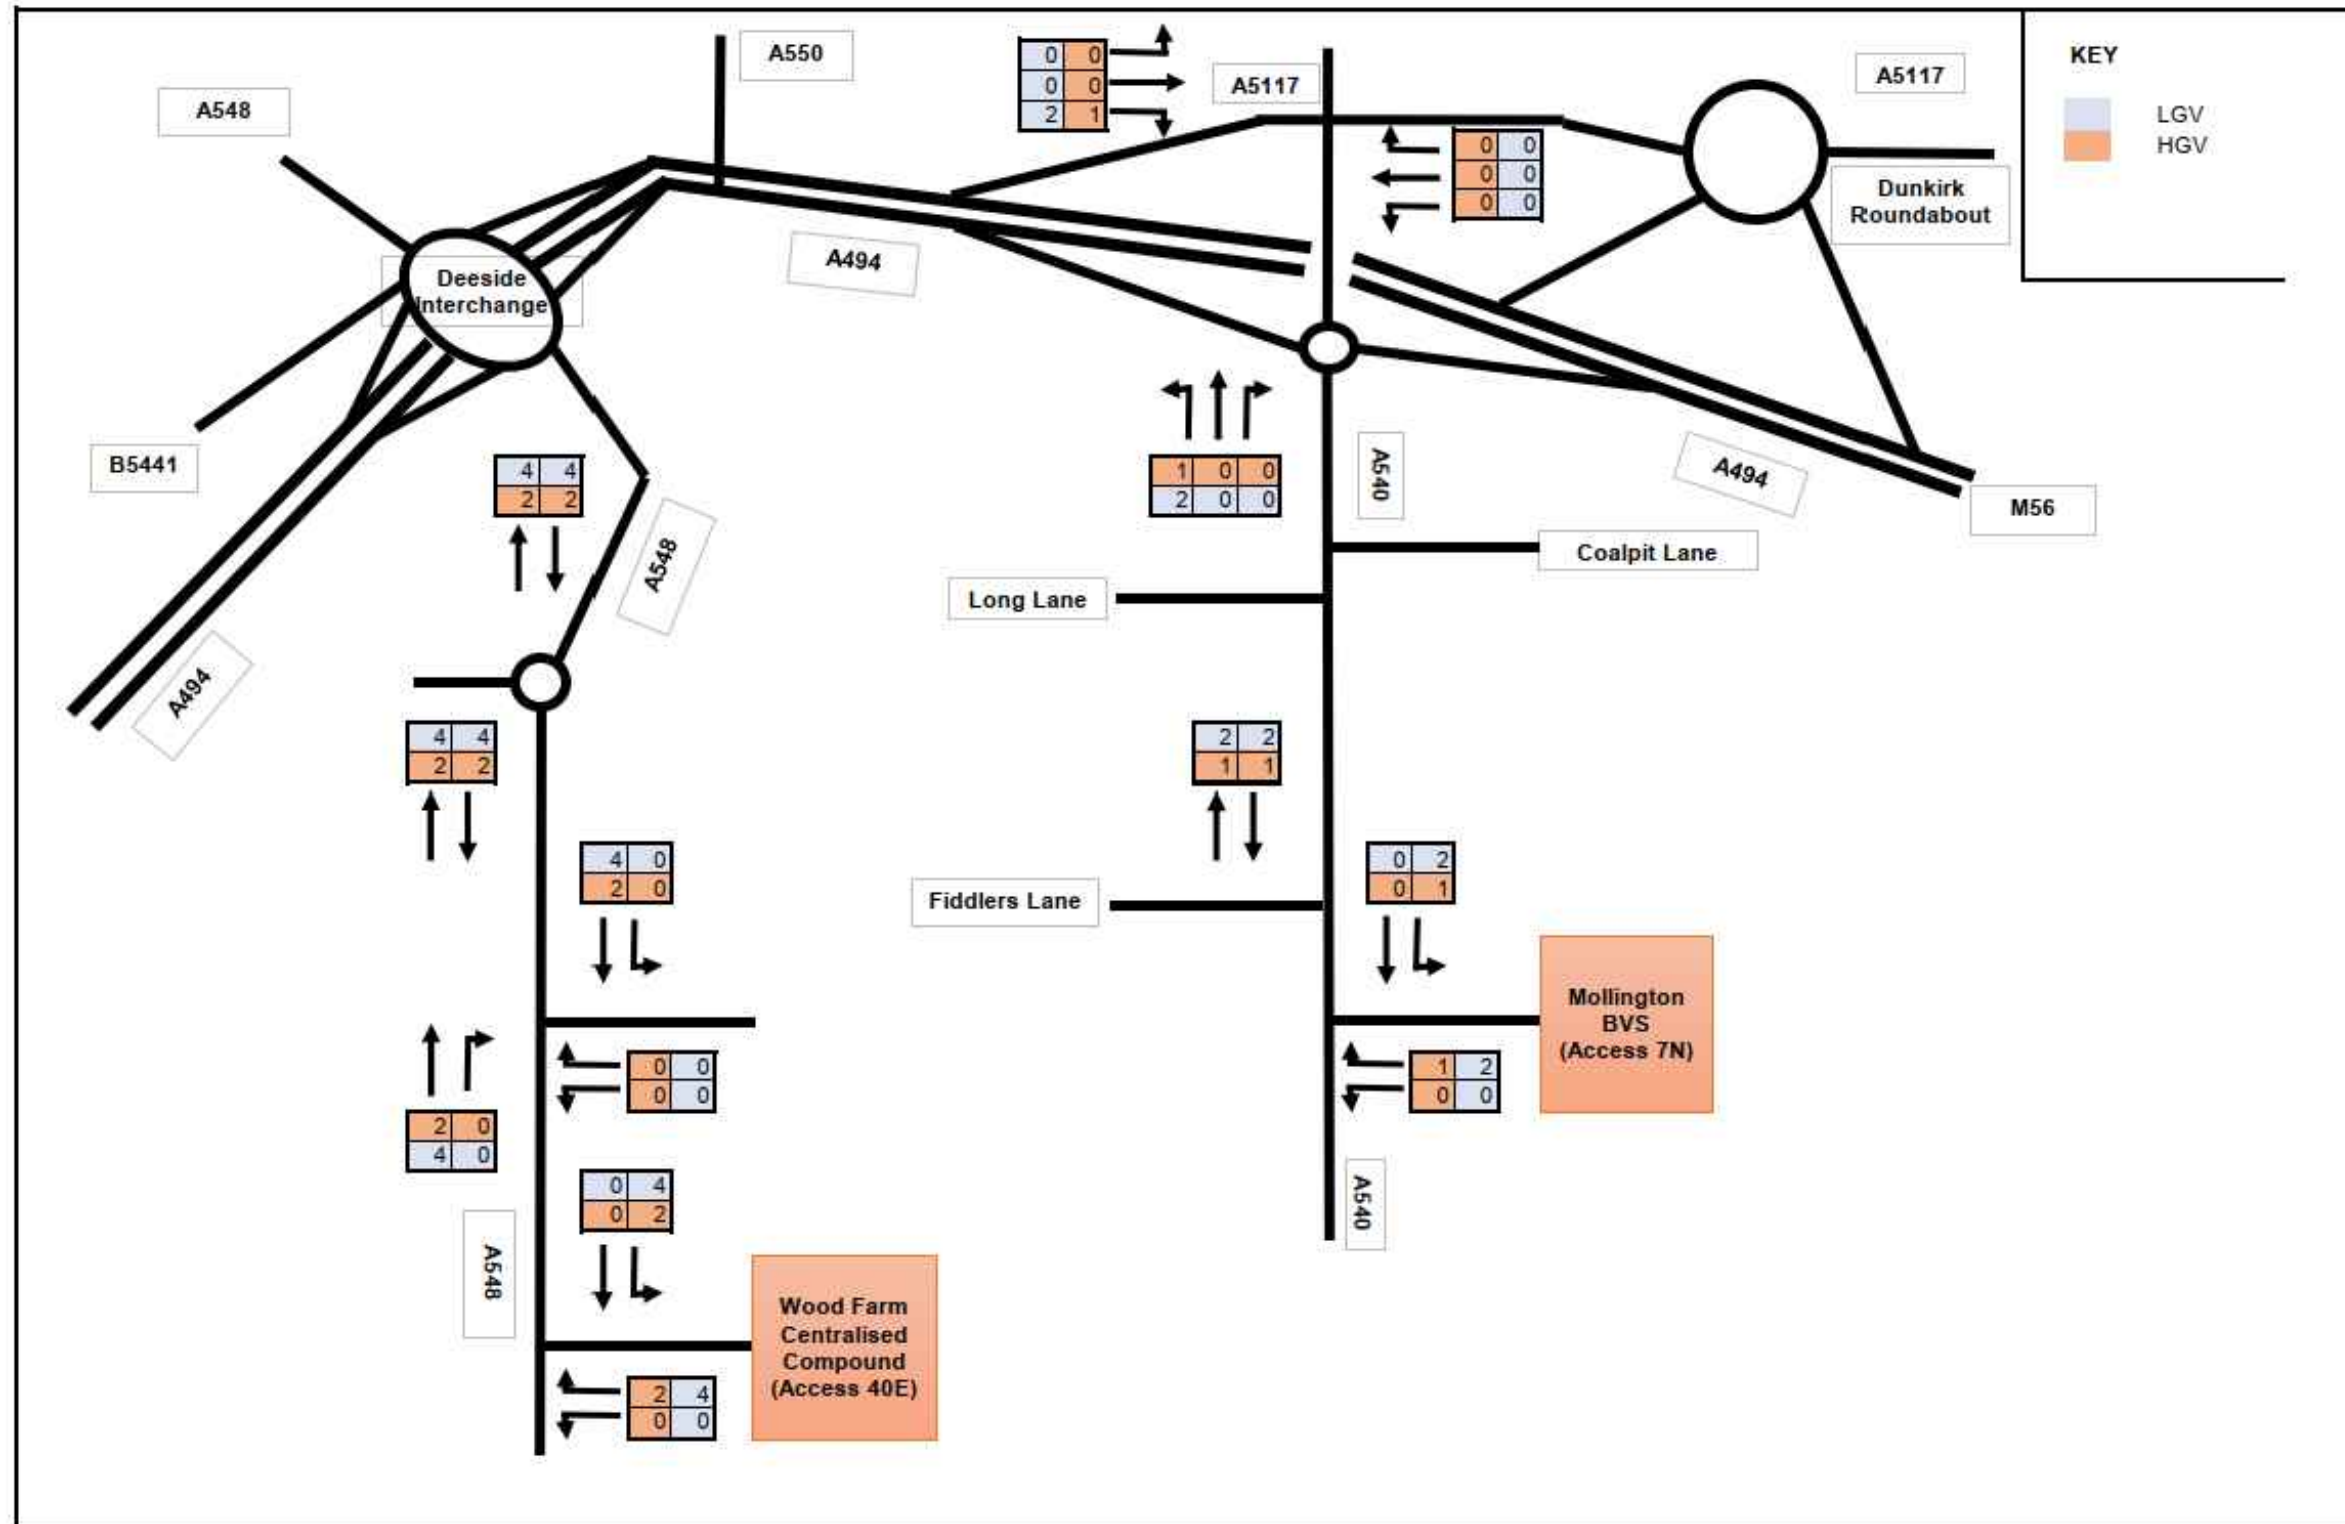 A550
0 0
0 0
2 1
A5117
A5117
KEY
LGV
HGV
A548
0 0
0 0
0 0
Dunkirk
Roundabout
Deeside
Interchange
A494
B5441
4 4
2 2
A548
A494
1 0 0
2 0 0
A540
A494
M56
Coalpit Lane
Long Lane
4 4
2 2
2 2
1 1
4 0
2 0
Fiddlers Lane
0 2
0 1
Mollington
BVS
(Access 7N)
0 0
0 0
1 2
0 0
2 0
4 0
0 4
0 2
A548
A540
Wood Farm
Centralised
Compound
(Access 40E)
2 4
0 0